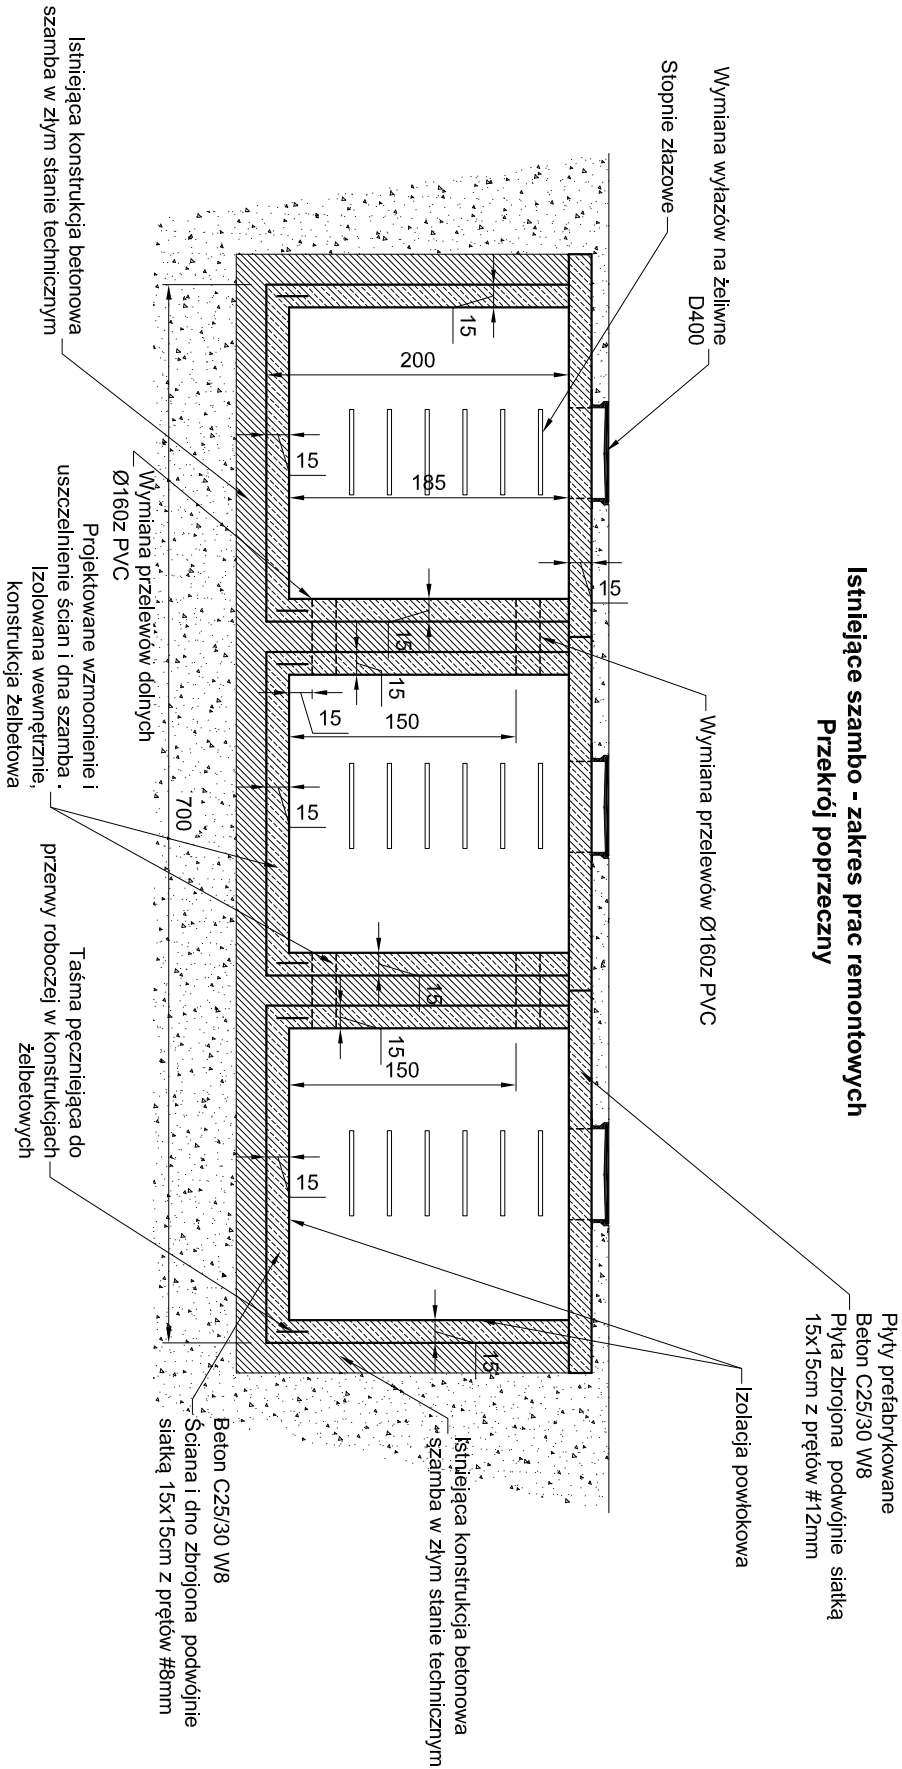 Istniejące szambo - zakres prac remontowych
Przekrój poprzeczny
Płyty prefabrykowane
Beton C25/30 W8
Płyta zbrojona podwójnie siatką
15x15cm z prętów #12mm
Wymiana wyłazów na żeliwne
D400
Stopnie złazowe
Wymiana przelewów Ø160z PVC
Izolacja powłokowa
15
200
15
185
15
15
15
15
150
15
15
15
150
15
15
700
Istniejąca konstrukcja betonowa
szamba w złym stanie technicznym
Wymiana przelewów dolnych
Ø160z PVC
Projektowane wzmocnienie i
uszczelnienie ścian i dna szamba .
Izolowana wewnętrznie,
konstrukcja żelbetowa
Taśma pęczniejąca do
przerwy roboczej w konstrukcjach
żelbetowych
Istniejąca konstrukcja betonowa
szamba w złym stanie technicznym
Beton C25/30 W8
Ściana i dno zbrojona podwójnie
siatką 15x15cm z prętów #8mm